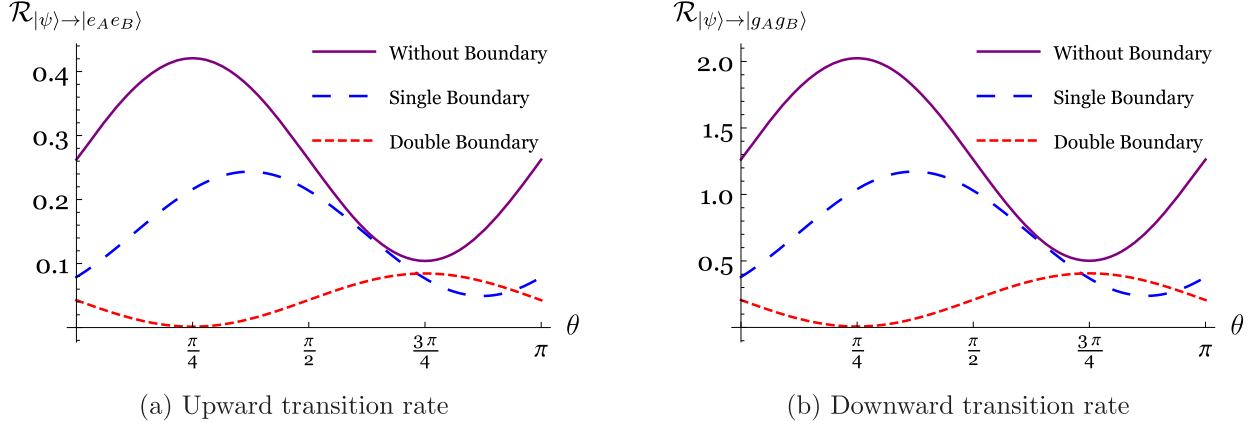 R|ψ⟩→|e_A e_B⟩
Without Boundary
Single Boundary
Double Boundary
0.4
0.3
0.2
0.1
π/4
π/2
3π/4
π
θ
(a) Upward transition rate
R|ψ⟩→|g_A g_B⟩
Without Boundary
Single Boundary
Double Boundary
2.0
1.5
1.0
0.5
π/4
π/2
3π/4
π
θ
(b) Downward transition rate